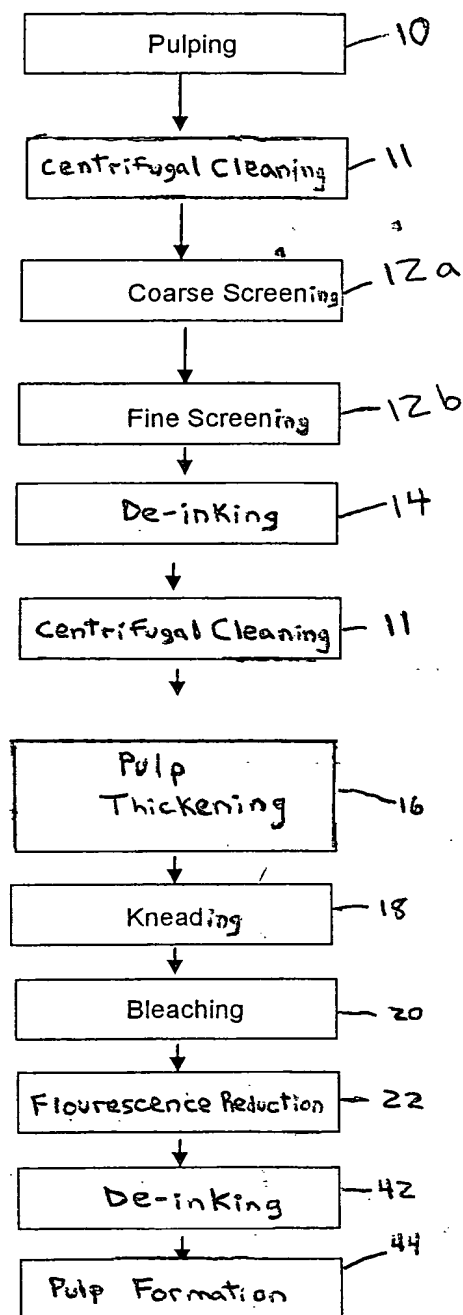 Pulping 10
Centrifugal Cleaning 11
Coarse Screening 12a
Fine Screening 12b
De-inking 14
Centrifugal Cleaning 11
Pulp
Thickening 16
Kneading 18
Bleaching 20
Flourescence Reduction 22
De-inking 42
Pulp Formation 44